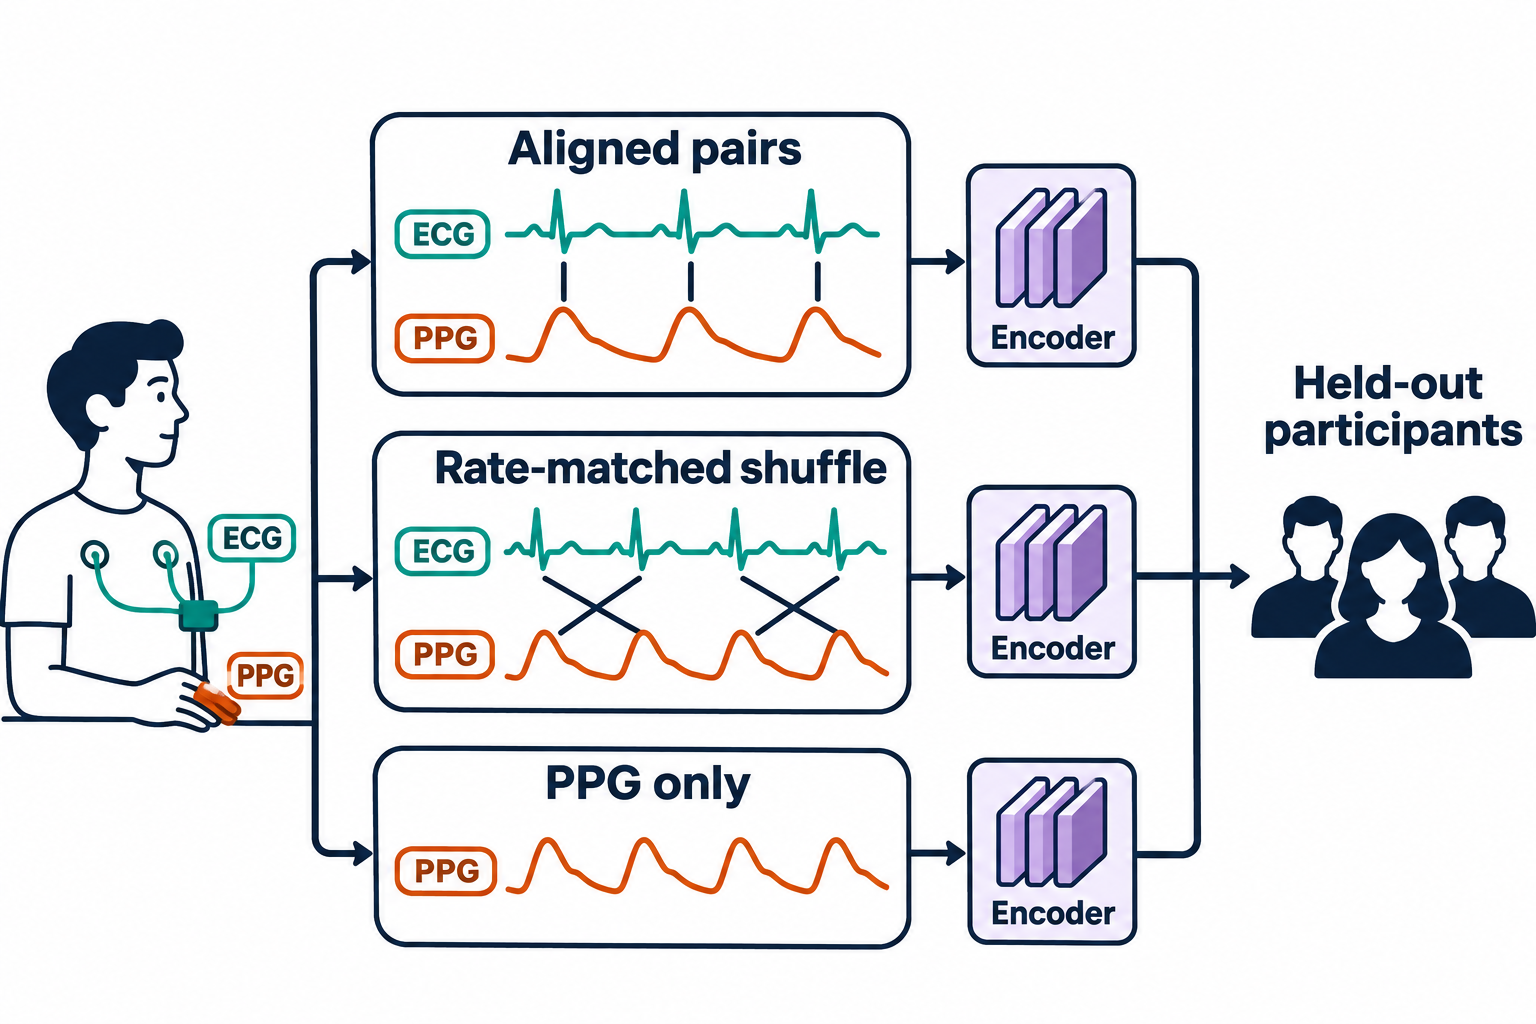 ECG
PPG
Aligned pairs
ECG
PPG
Encoder
Rate-matched shuffle
ECG
PPG
Encoder
PPG only
PPG
Encoder
Held-out
participants